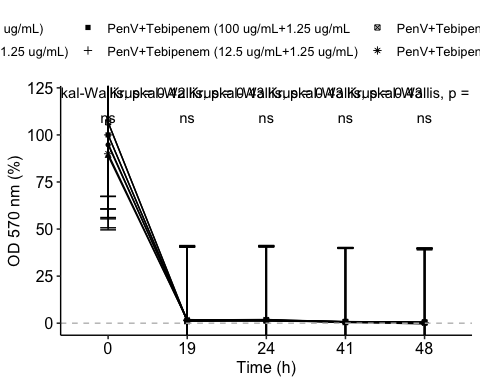 ug/mL) PenV+Tebipenem (100 ug/mL+1.25 ug/mL PenV+Tebipen
1.25 ug/mL) PenV+Tebipenem (12.5 ug/mL+1.25 ug/mL) PenV+Tebipen
125
ns ns ns ns ns
100
75
50
25
0
0 19 24 41 48
Time (h)
OD 570 nm (%)